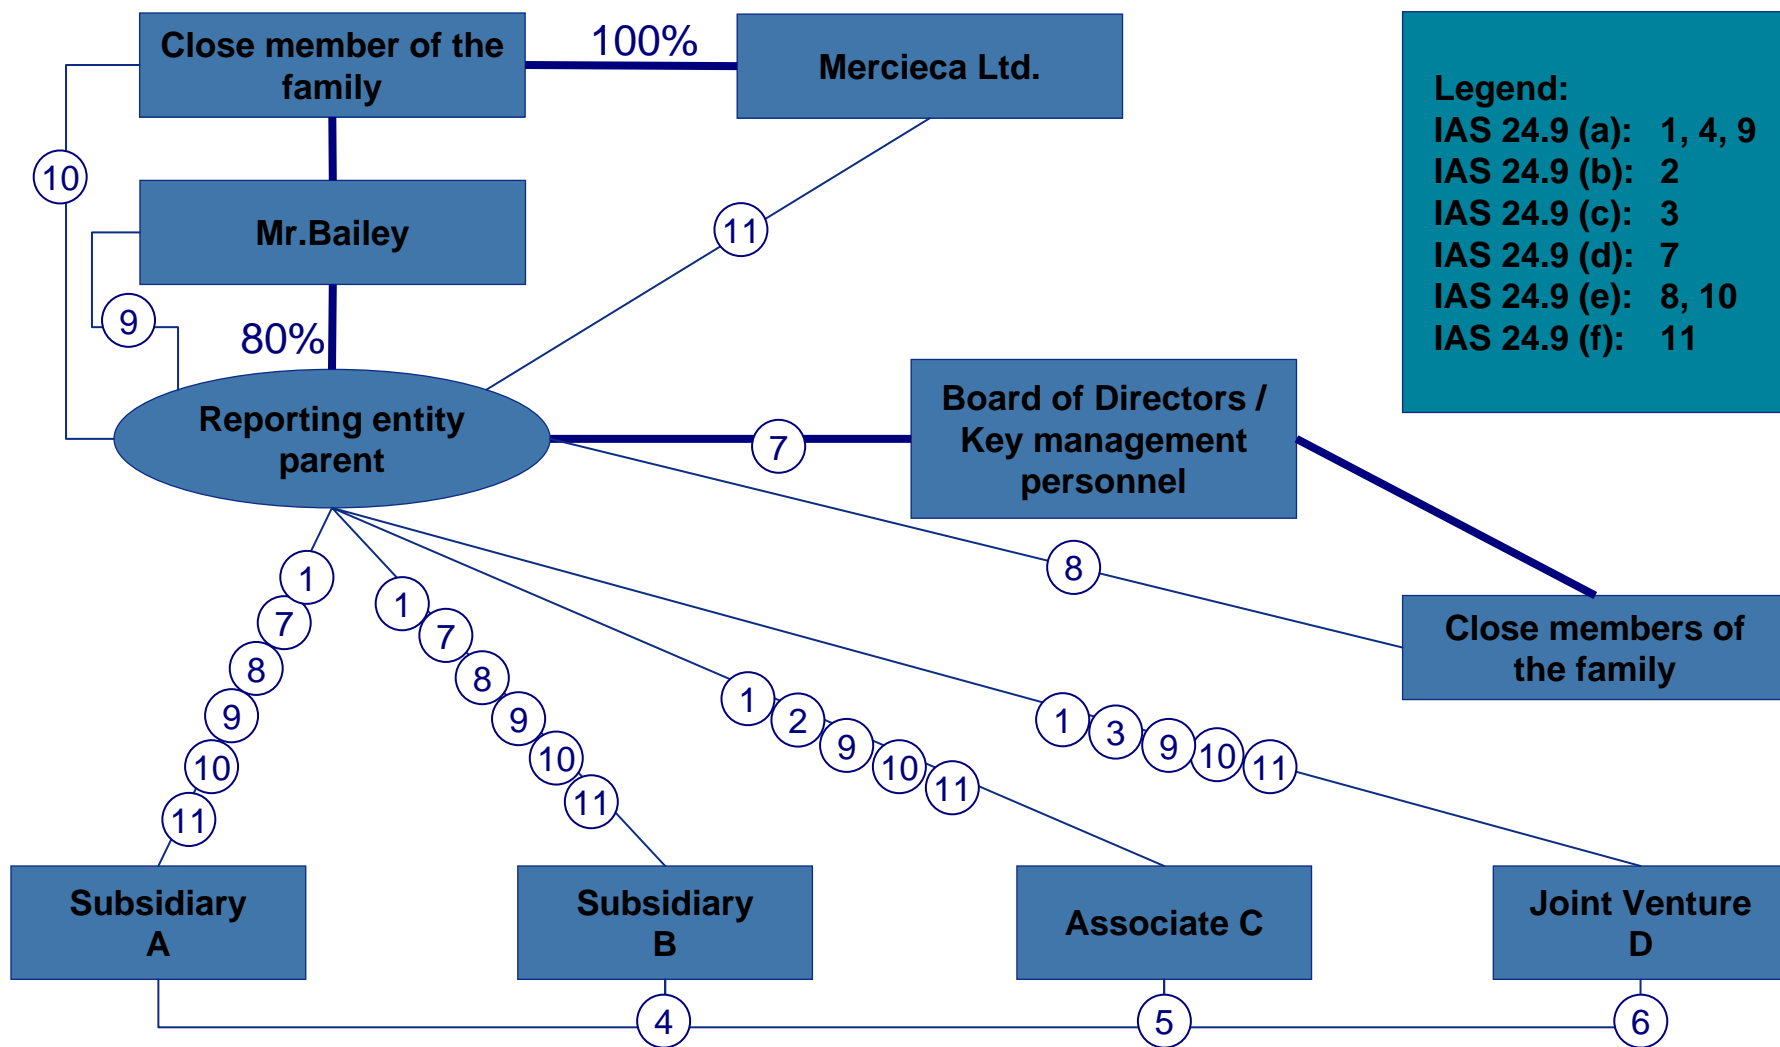 Close member of the
family
100%
Mercieca Ltd.
Legend:
IAS 24.9 (a): 1, 4, 9
IAS 24.9 (b): 2
IAS 24.9 (c): 3
IAS 24.9 (d): 7
IAS 24.9 (e): 8, 10
IAS 24.9 (f): 11
10
Mr.Bailey
11
9
80%
Reporting entity
parent
7
Board of Directors /
Key management
personnel
8
Close members of
the family
1
7
8
9
10
11
1
7
8
9
10
11
1
2
9
10
11
1
3
9
10
11
Subsidiary
A
Subsidiary
B
Associate C
Joint Venture
D
4
5
6